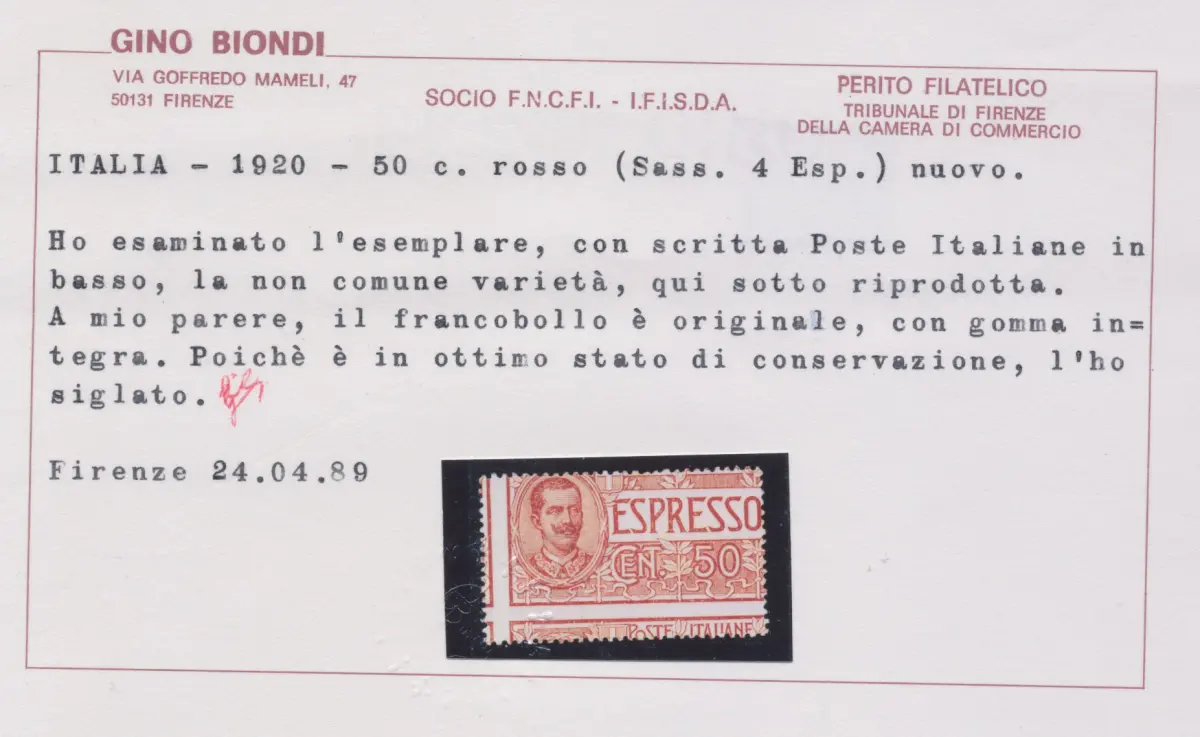 GINO BIONDI
VIA GOFFREDO MAMELI, 47
50131 FIRENZE
SOCIO F.N.C.F.I. - I.F.I.S.D.A.
PERITO FILATELICO
TRIBUNALE DI FIRENZE
DELLA CAMERA DI COMMERCIO
ITALIA - 1920 - 50 c. rosso (Sass. 4 Esp.) nuovo.
Ho esaminato l'esemplare, con scritta Poste Italiane in
basso, la non comune varietà, qui sotto riprodotta.
A mio parere, il francobollo è originale, con gomma in=
tegra. Poichè è in ottimo stato di conservazione, l'ho
siglato.
Firenze 24.04.89
ESPRESSO
CENT. 50
POSTE ITALIANE